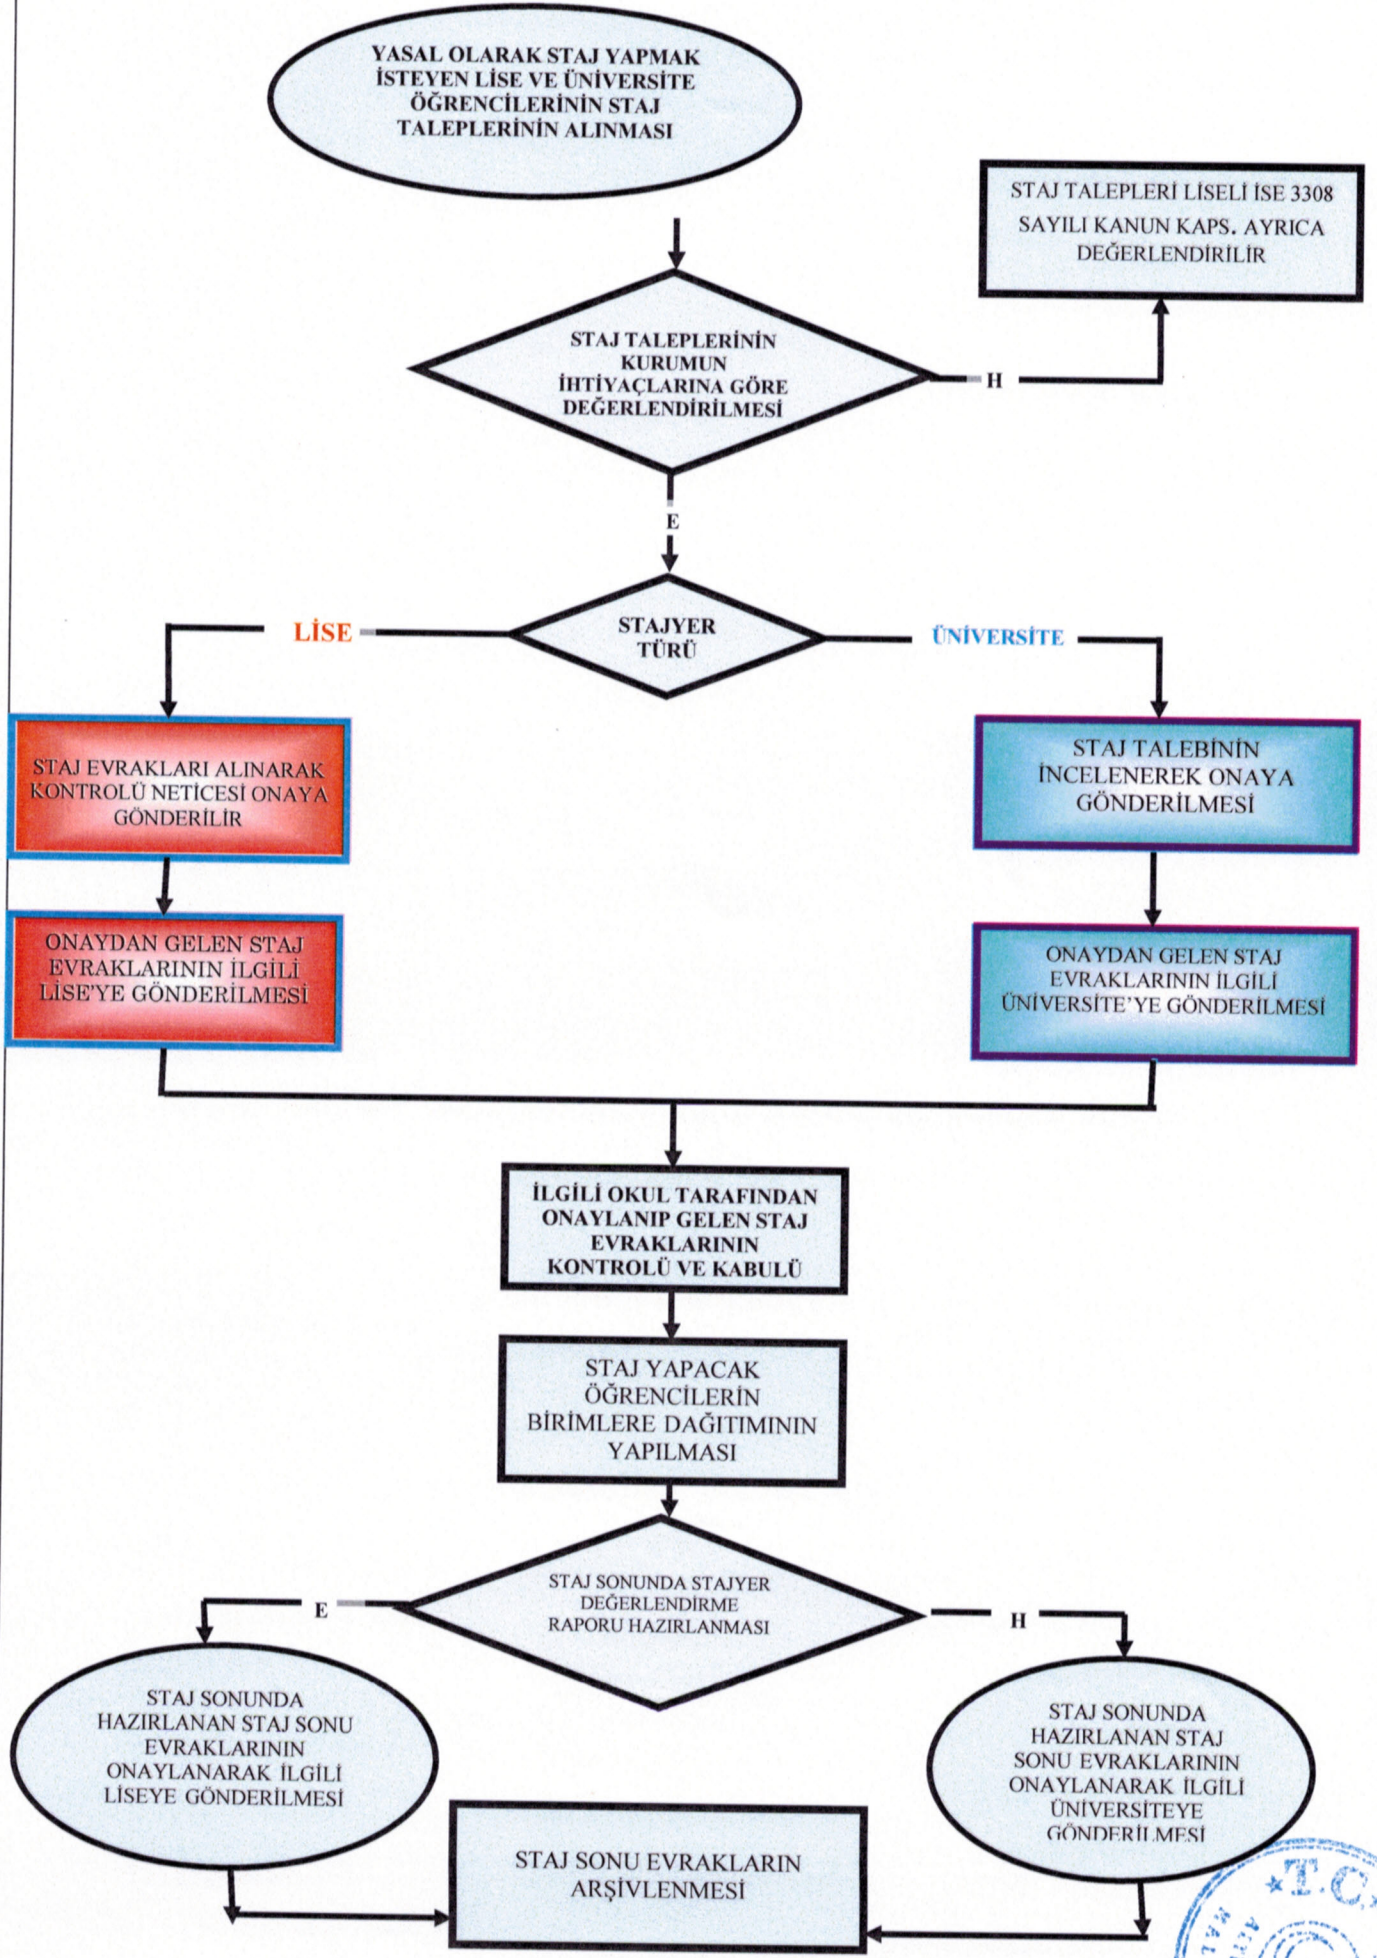 YASAL OLARAK STAJ YAPMAK
İSTEYEN LİSE VE ÜNİVERSİTE
ÖĞRENCİLERİNİN STAJ
TALEPLERİNİN ALINMASI
STAJ TALEPLERİ LİSELİ İSE 3308
SAYILI KANUN KAPS. AYRICA
DEĞERLENDİRİLİR
STAJ TALEPLERİNİN
KURUMUN
İHTİYAÇLARINA GÖRE
DEĞERLENDİRİLMESİ
H
E
STAJYER
TÜRÜ
LİSE
ÜNİVERSİTE
STAJ EVRAKLARI ALINARAK
KONTROLÜ NETİCESİ ONAYA
GÖNDERİLİR
STAJ TALEBİNİN
İNCELENEREK ONAYA
GÖNDERİLMESİ
ONAYDAN GELEN STAJ
EVRAKLARININ İLGİLİ
LİSE'YE GÖNDERİLMESİ
ONAYDAN GELEN STAJ
EVRAKLARININ İLGİLİ
ÜNİVERSİTE'YE GÖNDERİLMESİ
İLGİLİ OKUL TARAFINDAN
ONAYLANIP GELEN STAJ
EVRAKLARININ
KONTROLÜ VE KABULÜ
STAJ YAPACAK
ÖĞRENCİLERİN
BİRİMLERE DAĞITIMININ
YAPILMASI
STAJ SONUNDA STAJYER
DEĞERLENDİRME
RAPORU HAZIRLANMASI
E
H
STAJ SONUNDA
HAZIRLANAN STAJ SONU
EVRAKLARININ
ONAYLANARAK İLGİLİ
LİSEYE GÖNDERİLMESİ
STAJ SONUNDA
HAZIRLANAN STAJ
SONU EVRAKLARININ
ONAYLANARAK İLGİLİ
ÜNİVERSİTEYE
GÖNDERİLMESİ
STAJ SONU EVRAKLARIN
ARŞİVLENMESİ
T.C.